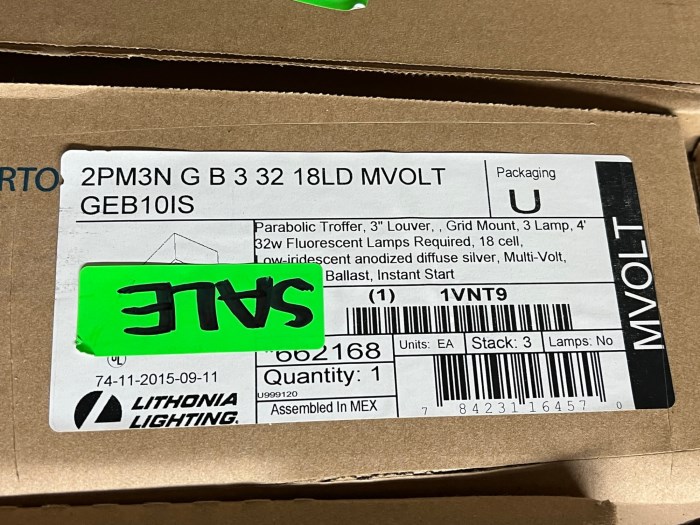 RTO
2PM3N G B 3 32 18LD MVOLT
GEB10IS
Packaging
U
Parabolic Troffer, 3" Louver, , Grid Mount, 3 Lamp, 4'
32w Fluorescent Lamps Required, 18 cell,
Low-iridescent anodized diffuse silver, Multi-Volt,
Ballast, Instant Start
MVOLT
SALE
(1) 1VNT9
*662168
Units: EA
Stack: 3
Lamps: No
UL
74-11-2015-09-11
Quantity: 1
U999120
Assembled in MEX
7 84231 16457 0
LITHONIA
LIGHTING.